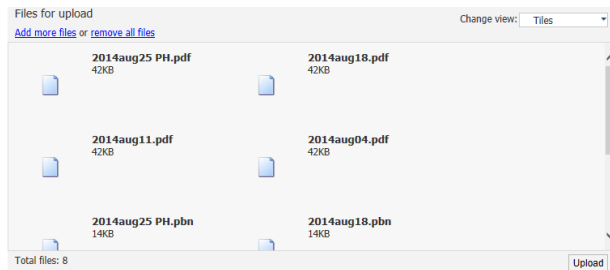 Files for upload
Change view: Tiles
Add more files or remove all files
2014aug25 PH.pdf
42KB
2014aug18.pdf
42KB
2014aug11.pdf
42KB
2014aug04.pdf
42KB
2014aug25 PH.pbn
14KB
2014aug18.pbn
14KB
Total files: 8
Upload